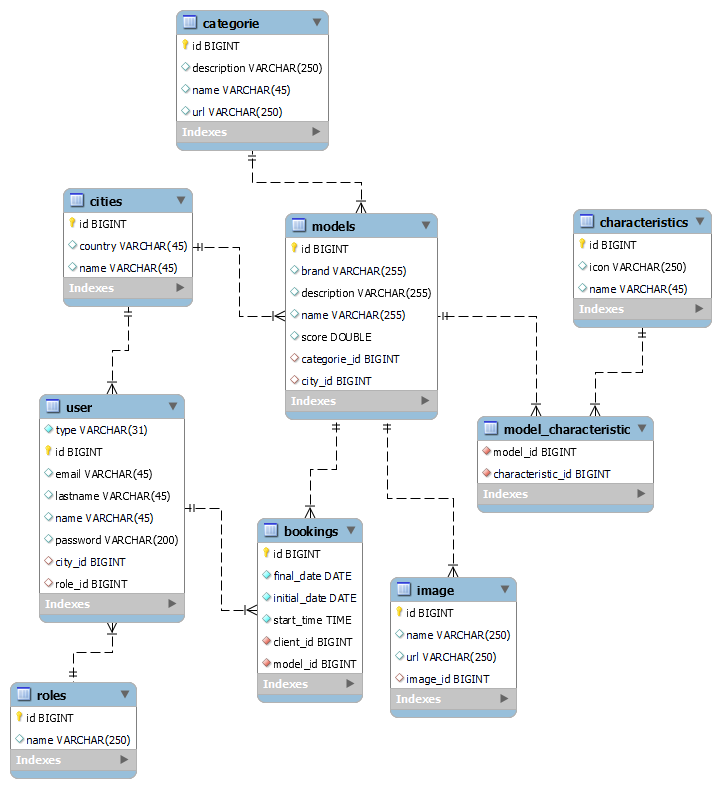 categorie
id BIGINT
description VARCHAR(250)
name VARCHAR(45)
url VARCHAR(250)
Indexes
cities
id BIGINT
country VARCHAR(45)
name VARCHAR(45)
Indexes
models
id BIGINT
brand VARCHAR(255)
description VARCHAR(255)
name VARCHAR(255)
score DOUBLE
categorie_id BIGINT
city_id BIGINT
Indexes
characteristics
id BIGINT
icon VARCHAR(250)
name VARCHAR(45)
Indexes
user
type VARCHAR(31)
id BIGINT
email VARCHAR(45)
lastname VARCHAR(45)
name VARCHAR(45)
password VARCHAR(200)
city_id BIGINT
role_id BIGINT
Indexes
model_characteristic
model_id BIGINT
characteristic_id BIGINT
Indexes
bookings
id BIGINT
final_date DATE
initial_date DATE
start_time TIME
client_id BIGINT
model_id BIGINT
Indexes
image
id BIGINT
name VARCHAR(250)
url VARCHAR(250)
image_id BIGINT
Indexes
roles
id BIGINT
name VARCHAR(250)
Indexes